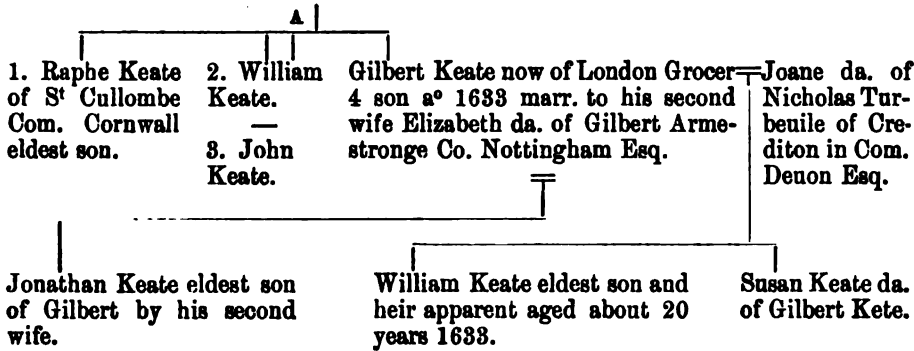 A
1. Raphe Keate
of St Cullombe
Com. Cornwall
eldest son.
2. William
Keate.
—
3. John
Keate.
Gilbert Keate now of London Grocer
4 son aº 1633 marr. to his second
wife Elizabeth da. of Gilbert Arme-
stronge Co. Nottingham Esq.
Joane da. of
Nicholas Tur-
beuile of Cre-
diton in Com.
Deuon Esq.
Jonathan Keate eldest son
of Gilbert by his second
wife.
William Keate eldest son and
heir apparent aged about 20
years 1633.
Susan Keate da.
of Gilbert Kete.